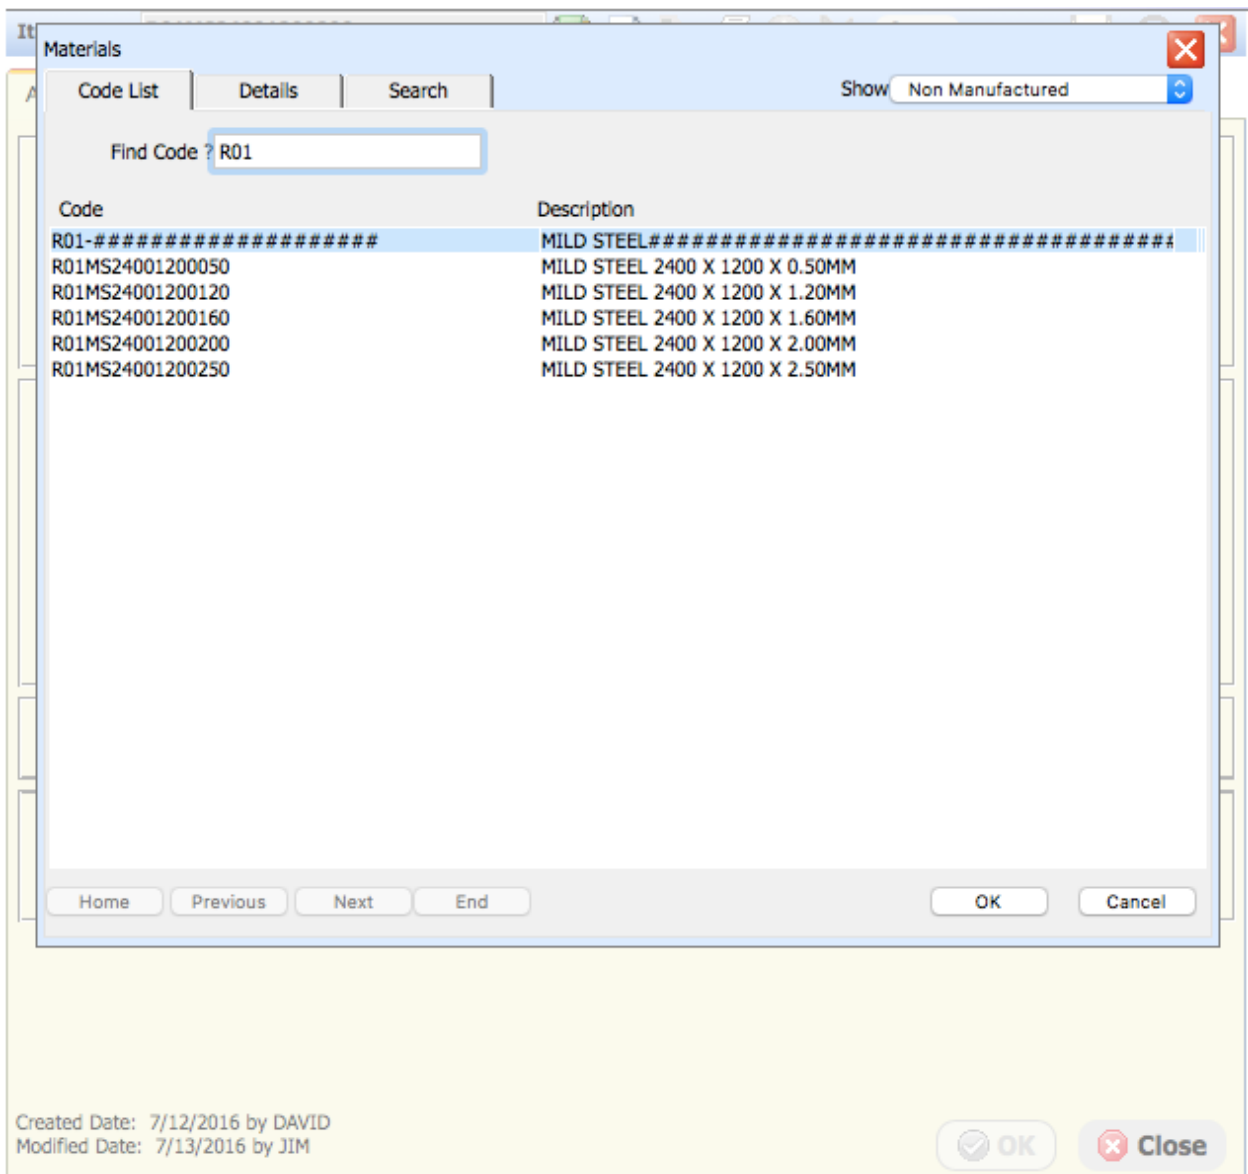 It
Materials
Code List Details Search Show Non Manufactured
Find Code ? R01
Code Description
R01-#################### MILD STEEL#####################################
R01MS24001200050 MILD STEEL 2400 X 1200 X 0.50MM
R01MS24001200120 MILD STEEL 2400 X 1200 X 1.20MM
R01MS24001200160 MILD STEEL 2400 X 1200 X 1.60MM
R01MS24001200200 MILD STEEL 2400 X 1200 X 2.00MM
R01MS24001200250 MILD STEEL 2400 X 1200 X 2.50MM
Home Previous Next End OK Cancel
Created Date: 7/12/2016 by DAVID
Modified Date: 7/13/2016 by JIM
OK Close